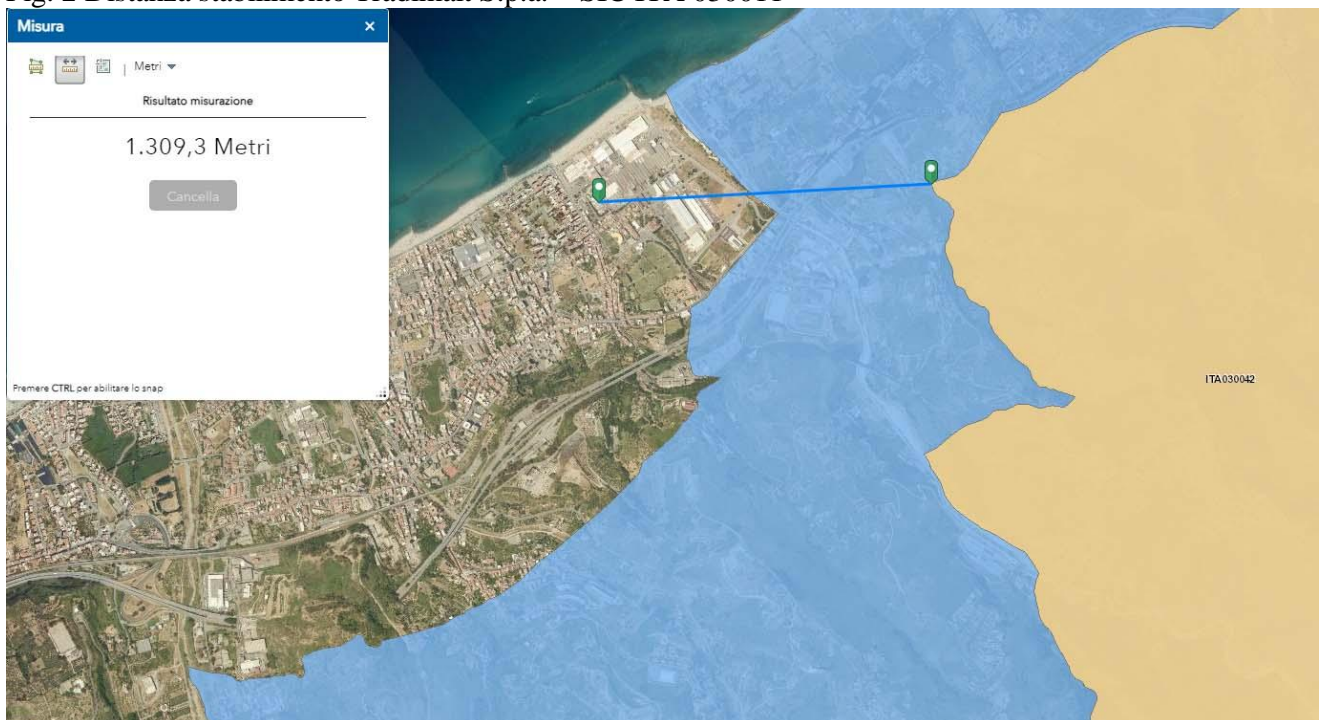 Misura
Metri
Risultato misurazione
1.309,3 Metri
Cancella
Premere CTRL per abilitare lo snap
ITA030042